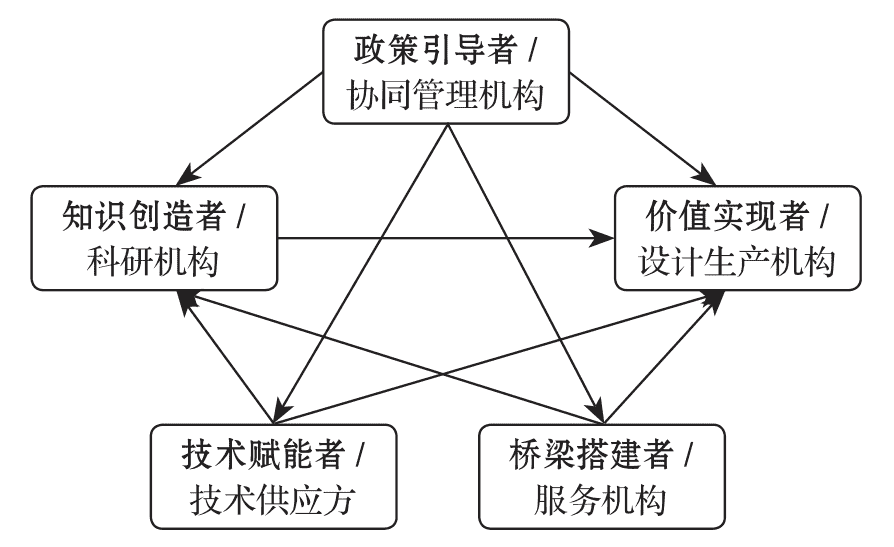 政策引导者 /
协同管理机构
知识创造者 /
科研机构
价值实现者 /
设计生产机构
技术赋能者 /
技术供应方
桥梁搭建者 /
服务机构